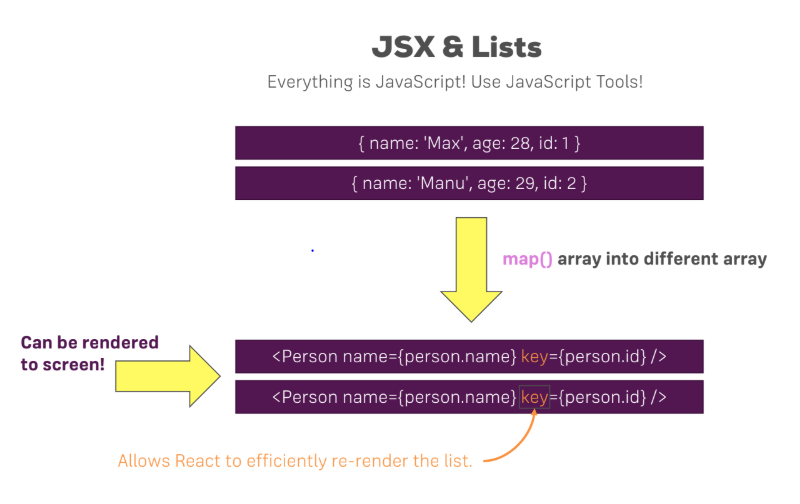 JSX & Lists
Everything is JavaScript! Use JavaScript Tools!
{ name: 'Max', age: 28, id: 1 }
{ name: 'Manu', age: 29, id: 2 }
map() array into different array
Can be rendered
to screen!
<Person name={person.name} key={person.id} />
<Person name={person.name} key={person.id} />
Allows React to efficiently re-render the list.